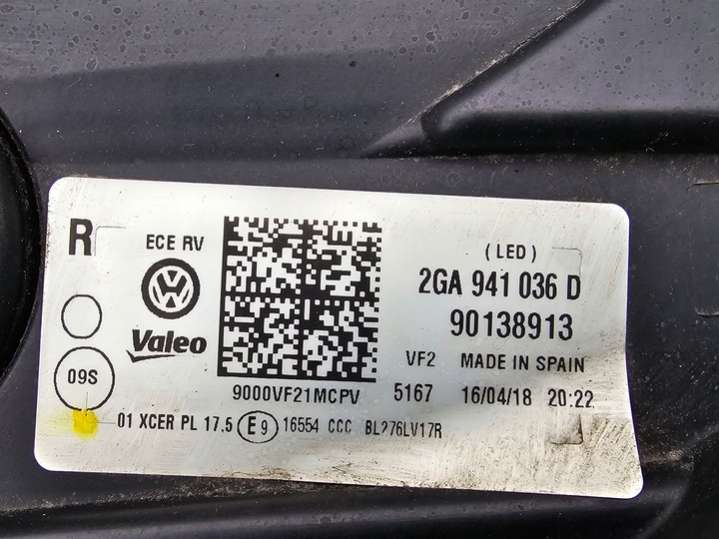 R
ECE RV
(LED)
2GA 941 036 D
90138913
Valeo
VF2 MADE IN SPAIN
09S
9000VF21MCPV
5167 16/04/18 20:22
01 XCER PL 17.5 E9 16554 CCC BL276LV17R